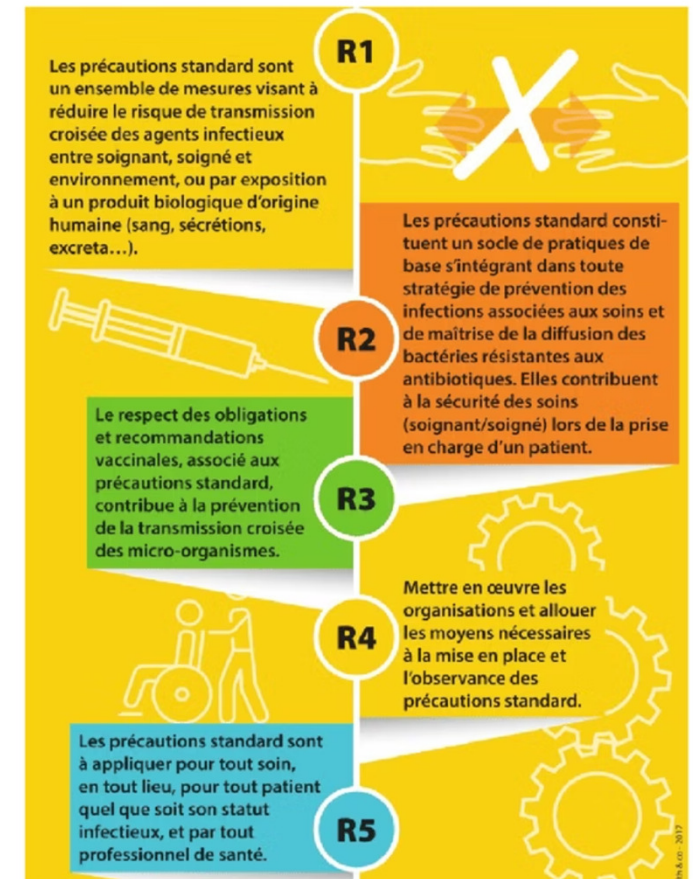 R1
Les précautions standard sont
un ensemble de mesures visant à
réduire le risque de transmission
croisée des agents infectieux
entre soignant, soigné et
environnement, ou par exposition
à un produit biologique d'origine
humaine (sang, sécrétions,
excreta...).
R2
Les précautions standard consti-
tuent un socle de pratiques de
base s'intégrant dans toute
stratégie de prévention des
infections associées aux soins et
de maîtrise de la diffusion des
bactéries résistantes aux
antibiotiques. Elles contribuent
à la sécurité des soins
(soignant/soigné) lors de la prise
en charge d'un patient.
R3
Le respect des obligations
et recommandations
vaccinales, associé aux
précautions standard,
contribue à la prévention
de la transmission croisée
des micro-organismes.
R4
Mettre en œuvre les
organisations et allouer
les moyens nécessaires
à la mise en place et
l'observance des
précautions standard.
R5
Les précautions standard sont
à appliquer pour tout soin,
en tout lieu, pour tout patient
quel que soit son statut
infectieux, et par tout
professionnel de santé.
& co - 2017